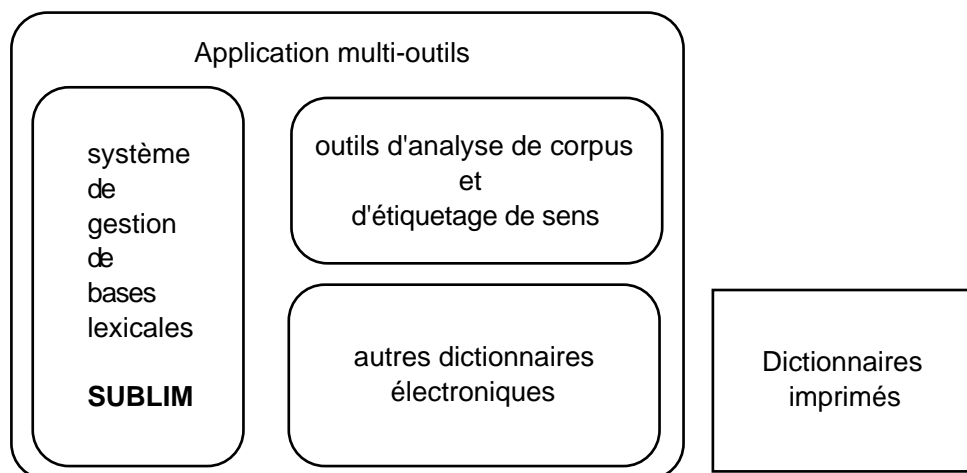 Application multi-outils
système
de
gestion
de
bases
lexicales
SUBLIM
outils d'analyse de corpus
et
d'étiquetage de sens
autres dictionnaires
électroniques
Dictionnaires
imprimés